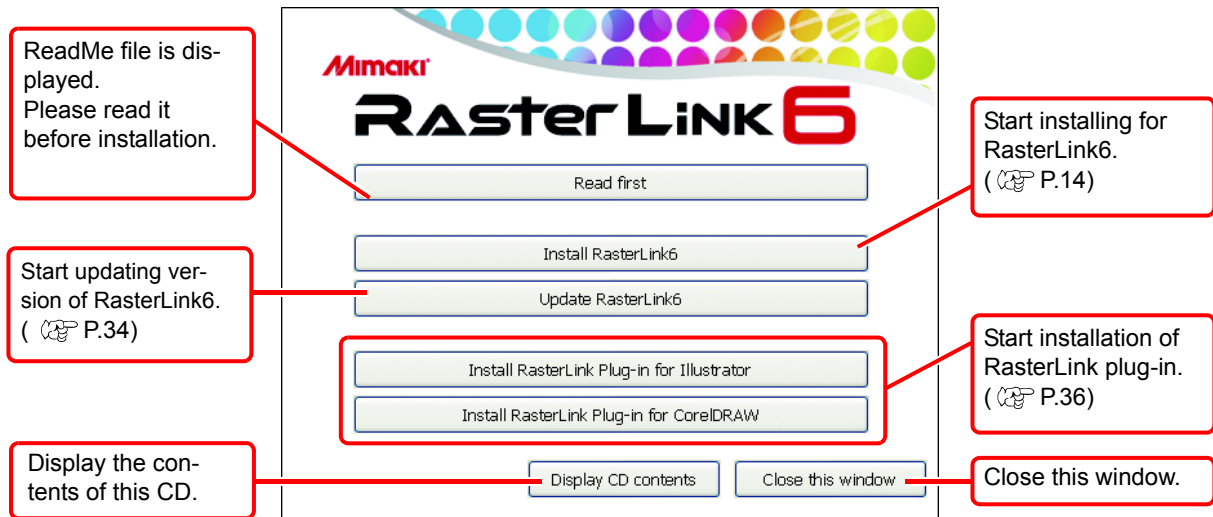 ReadMe file is dis-
played.
Please read it
before installation.
Mimaki
RasterLink6
Read first
Start installing for
RasterLink6.
( P.14)
Install RasterLink6
Start updating ver-
sion of RasterLink6.
( P.34)
Update RasterLink6
Install RasterLink Plug-in for Illustrator
Install RasterLink Plug-in for CorelDRAW
Start installation of
RasterLink plug-in.
( P.36)
Display the con-
tents of this CD.
Display CD contents
Close this window
Close this window.